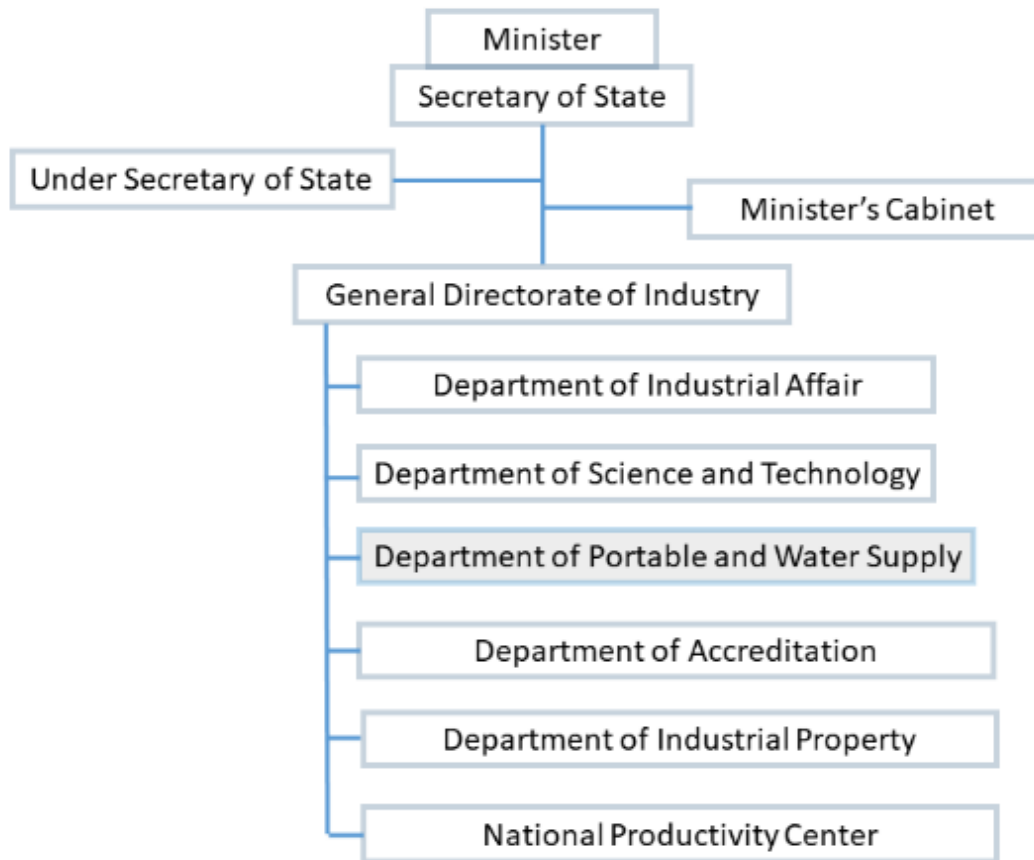 Minister
Secretary of State
Under Secretary of State
Minister’s Cabinet
General Directorate of Industry
Department of Industrial Affair
Department of Science and Technology
Department of Portable and Water Supply
Department of Accreditation
Department of Industrial Property
National Productivity Center